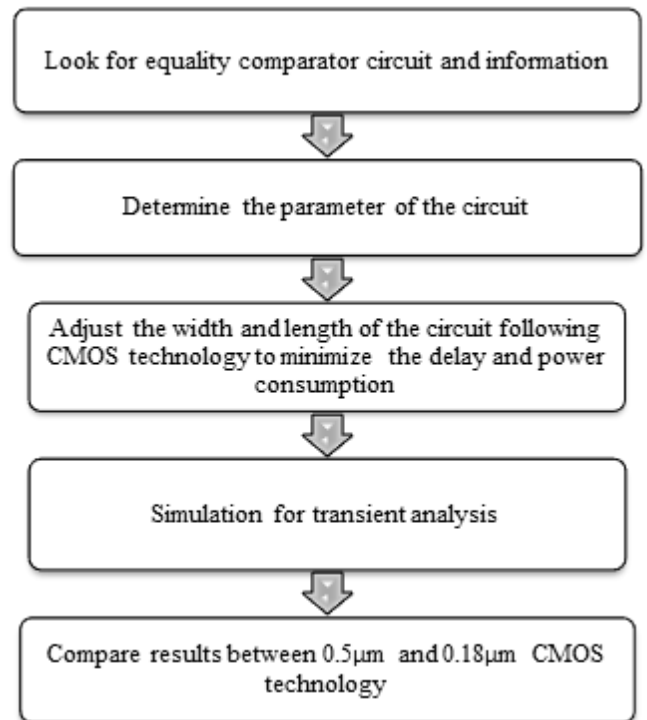 Look for equality comparator circuit and information
Determine the parameter of the circuit
Adjust the width and length of the circuit following
CMOS technology to minimize the delay and power
consumption
Simulation for transient analysis
Compare results between 0.5µm and 0.18µm CMOS
technology